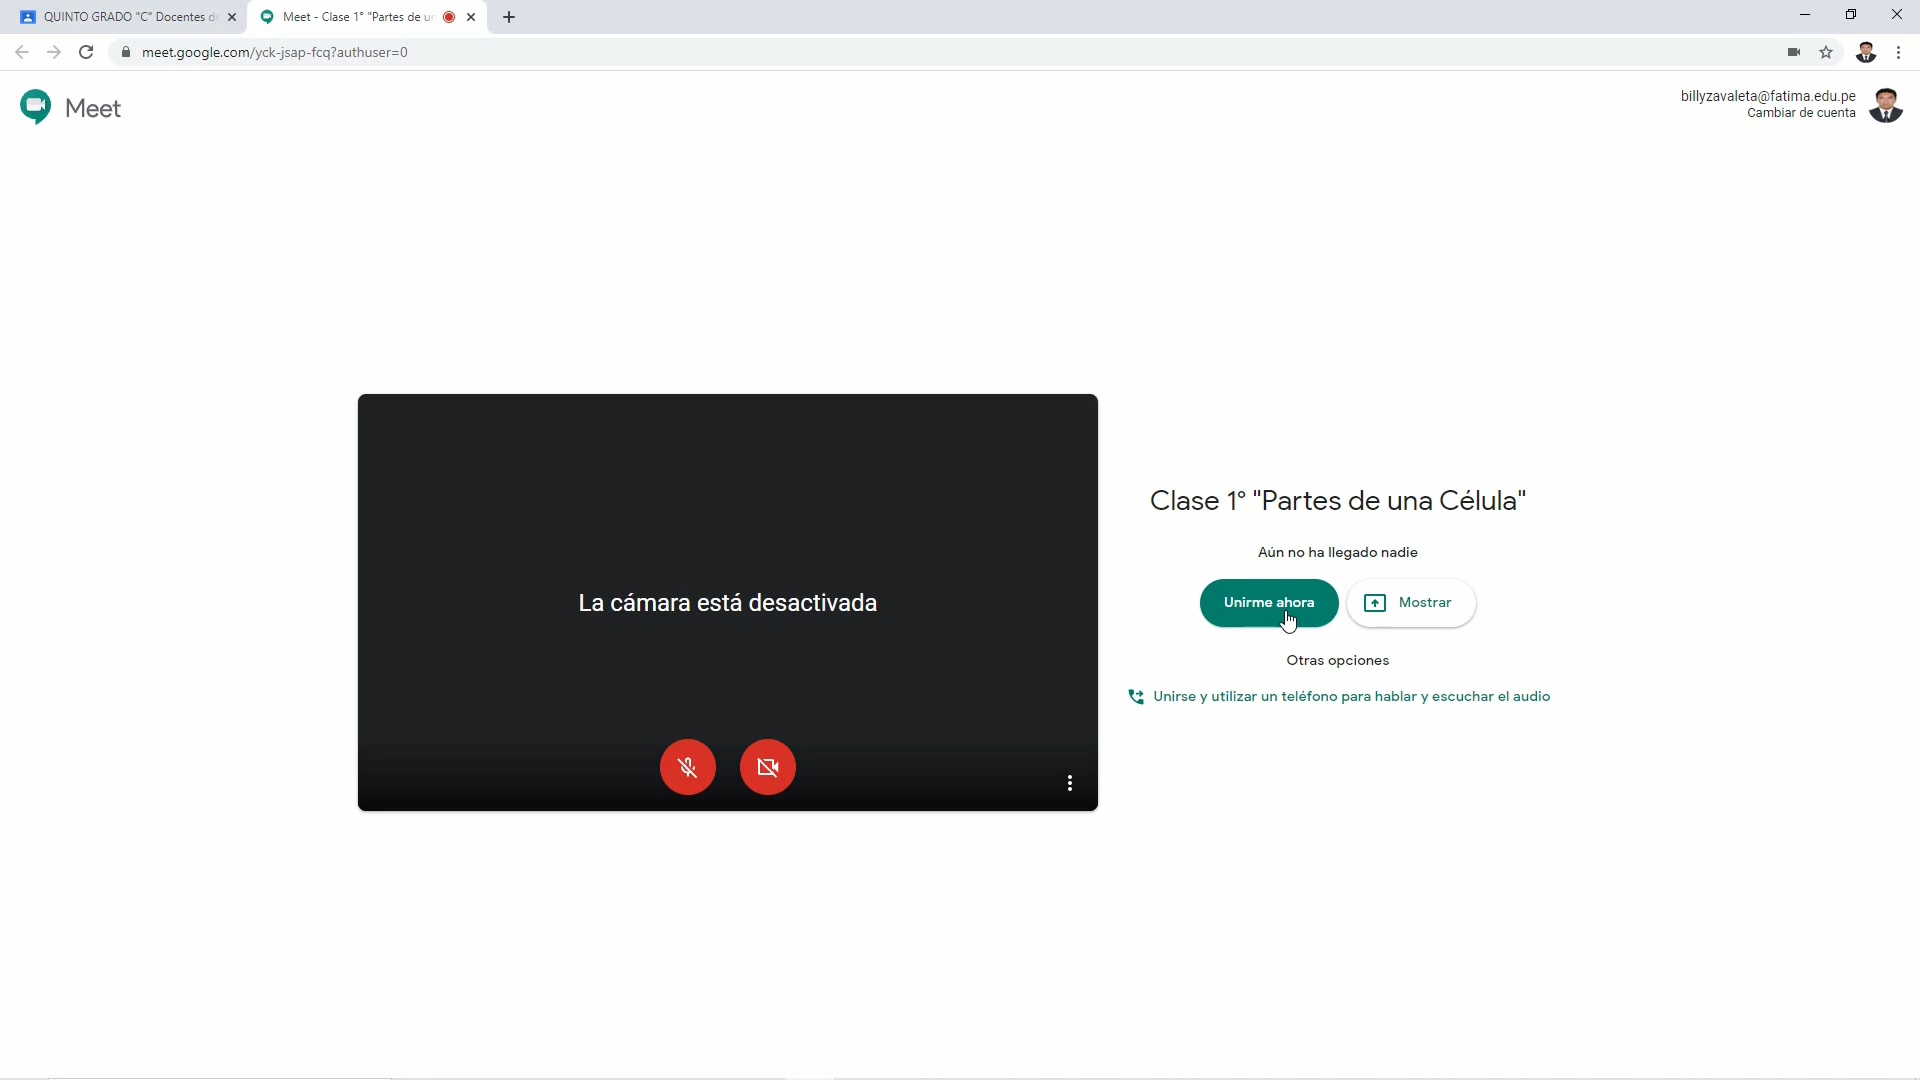 QUINTO GRADO "C" Docentes d
Meet - Clase 1° "Partes de u
meet.google.com/yck-jsap-fcq?authuser=0
Meet
billyzavaleta@fatima.edu.pe
Cambiar de cuenta
La cámara está desactivada
Clase 1° "Partes de una Célula"
Aún no ha llegado nadie
Unirme ahora
Mostrar
Otras opciones
Unirse y utilizar un teléfono para hablar y escuchar el audio